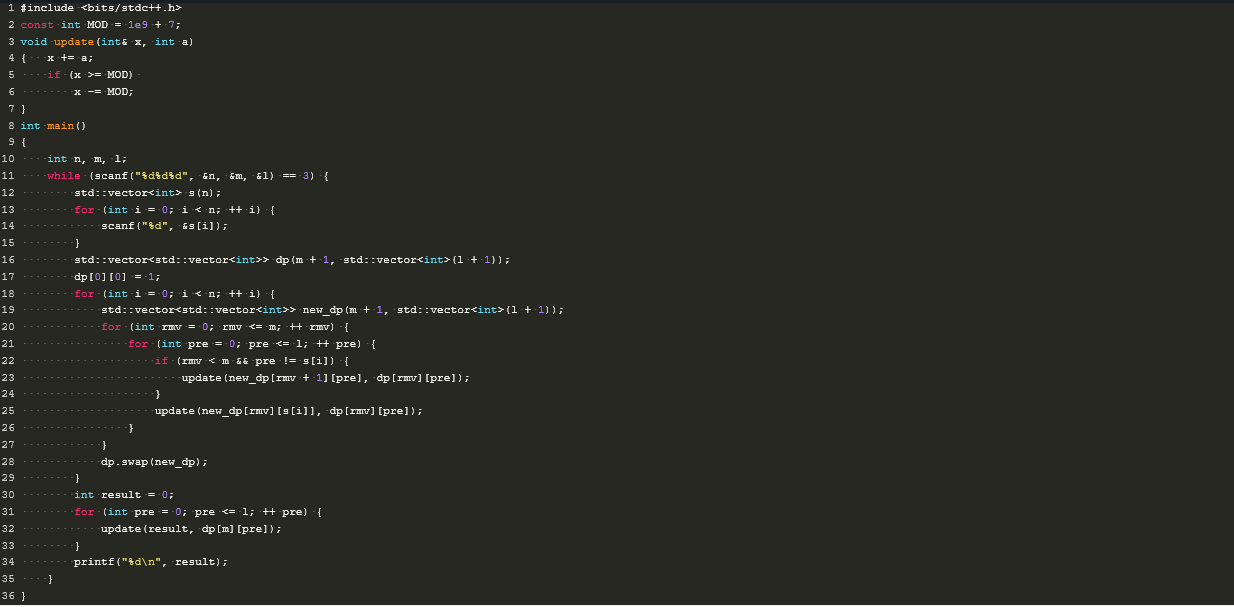 1 #include <bits/stdc++.h>
2 const int MOD = 1e9 + 7;
3 void update(int& x, int a)
4 {   x += a;
5     if (x >= MOD)
6         x -= MOD;
7 }
8 int main()
9 {
10     int n, m, l;
11     while (scanf("%d%d%d", &n, &m, &l) == 3) {
12         std::vector<int> s(n);
13         for (int i = 0; i < n; ++ i) {
14             scanf("%d", &s[i]);
15         }
16         std::vector<std::vector<int>> dp(m + 1, std::vector<int>(l + 1));
17         dp[0][0] = 1;
18         for (int i = 0; i < n; ++ i) {
19             std::vector<std::vector<int>> new_dp(m + 1, std::vector<int>(l + 1));
20             for (int rmv = 0; rmv <= m; ++ rmv) {
21                 for (int pre = 0; pre <= l; ++ pre) {
22                     if (rmv < m && pre != s[i]) {
23                         update(new_dp[rmv + 1][pre], dp[rmv][pre]);
24                     }
25                     update(new_dp[rmv][s[i]], dp[rmv][pre]);
26                 }
27             }
28             dp.swap(new_dp);
29         }
30         int result = 0;
31         for (int pre = 0; pre <= l; ++ pre) {
32             update(result, dp[m][pre]);
33         }
34         printf("%d\n", result);
35     }
36 }